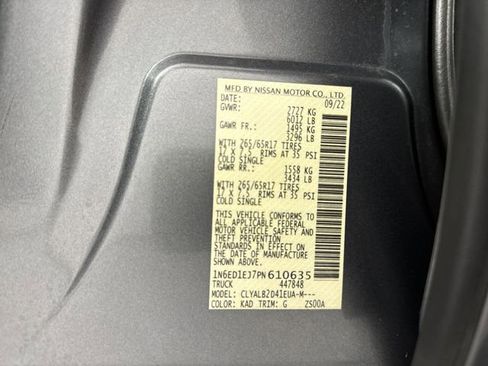 MFD BY NISSAN MOTOR CO., LTD.
DATE: 09/22
GVWR: 2727 KG
6012 LB
GAWR FR.: 1495 KG
3296 LB
WITH 265/65R17 TIRES
17 X 7.5 RIMS AT 35 PSI
COLD SINGLE
GAWR RR.: 1558 KG
3434 LB
WITH 265/65R17 TIRES
17 X 7.5 RIMS AT 35 PSI
COLD SINGLE
THIS VEHICLE CONFORMS TO
ALL APPLICABLE FEDERAL
MOTOR VEHICLE SAFETY AND
THEFT PREVENTION
STANDARDS IN EFFECT ON
THE DATE OF MANUFACTURE
SHOWN ABOVE.
1N6ED1EJ7PN610635
TRUCK 447848
MODEL: CLYALB2D41EUA-M---
COLOR: KAD TRIM: G ZS00A